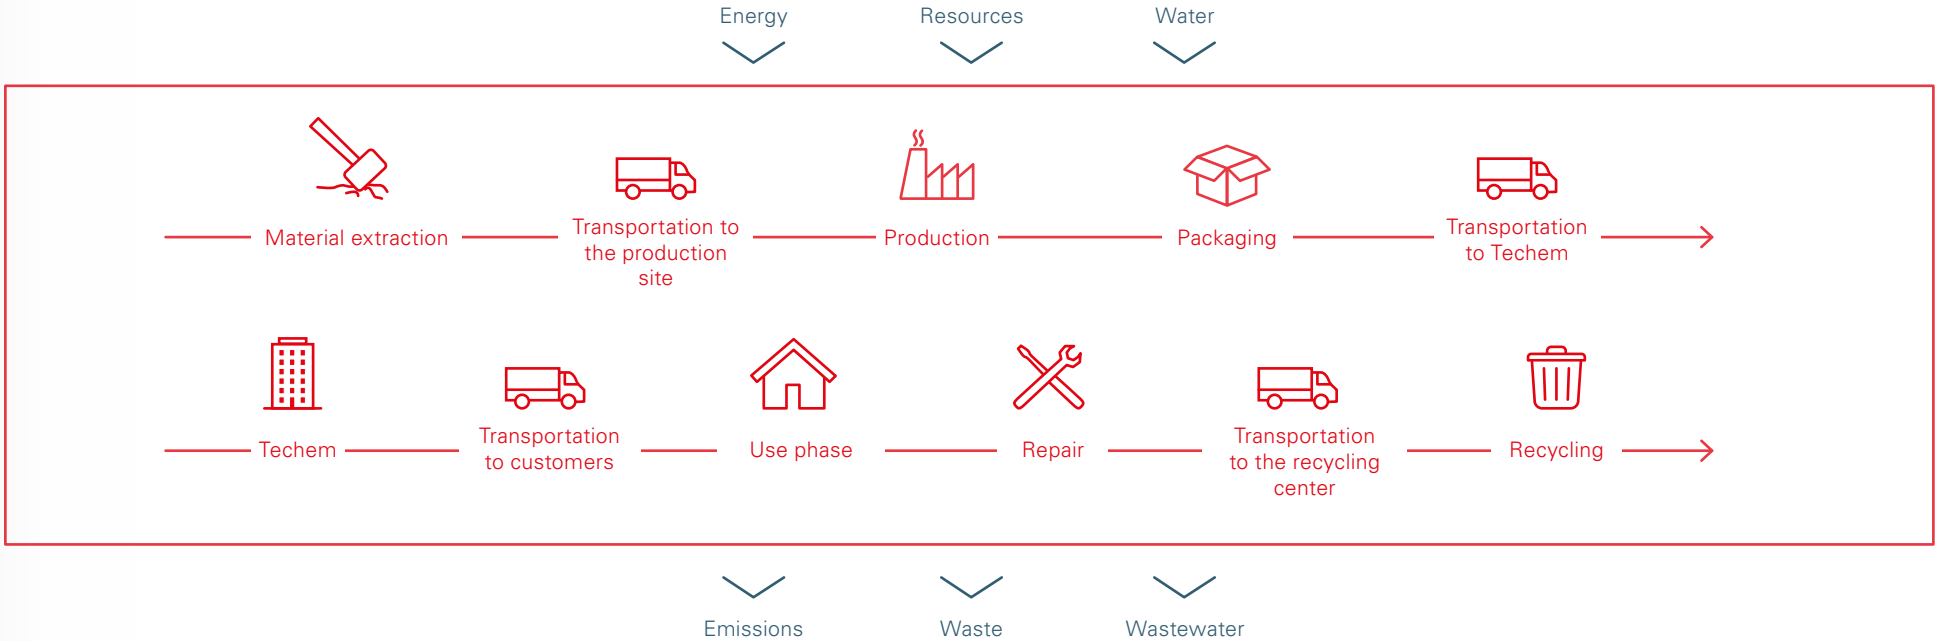 Energy
Resources
Water
Material extraction
Transportation to
the production
site
Production
Packaging
Transportation
to Techem
Techem
Transportation
to customers
Use phase
Repair
Transportation
to the recycling
center
Recycling
Emissions
Waste
Wastewater